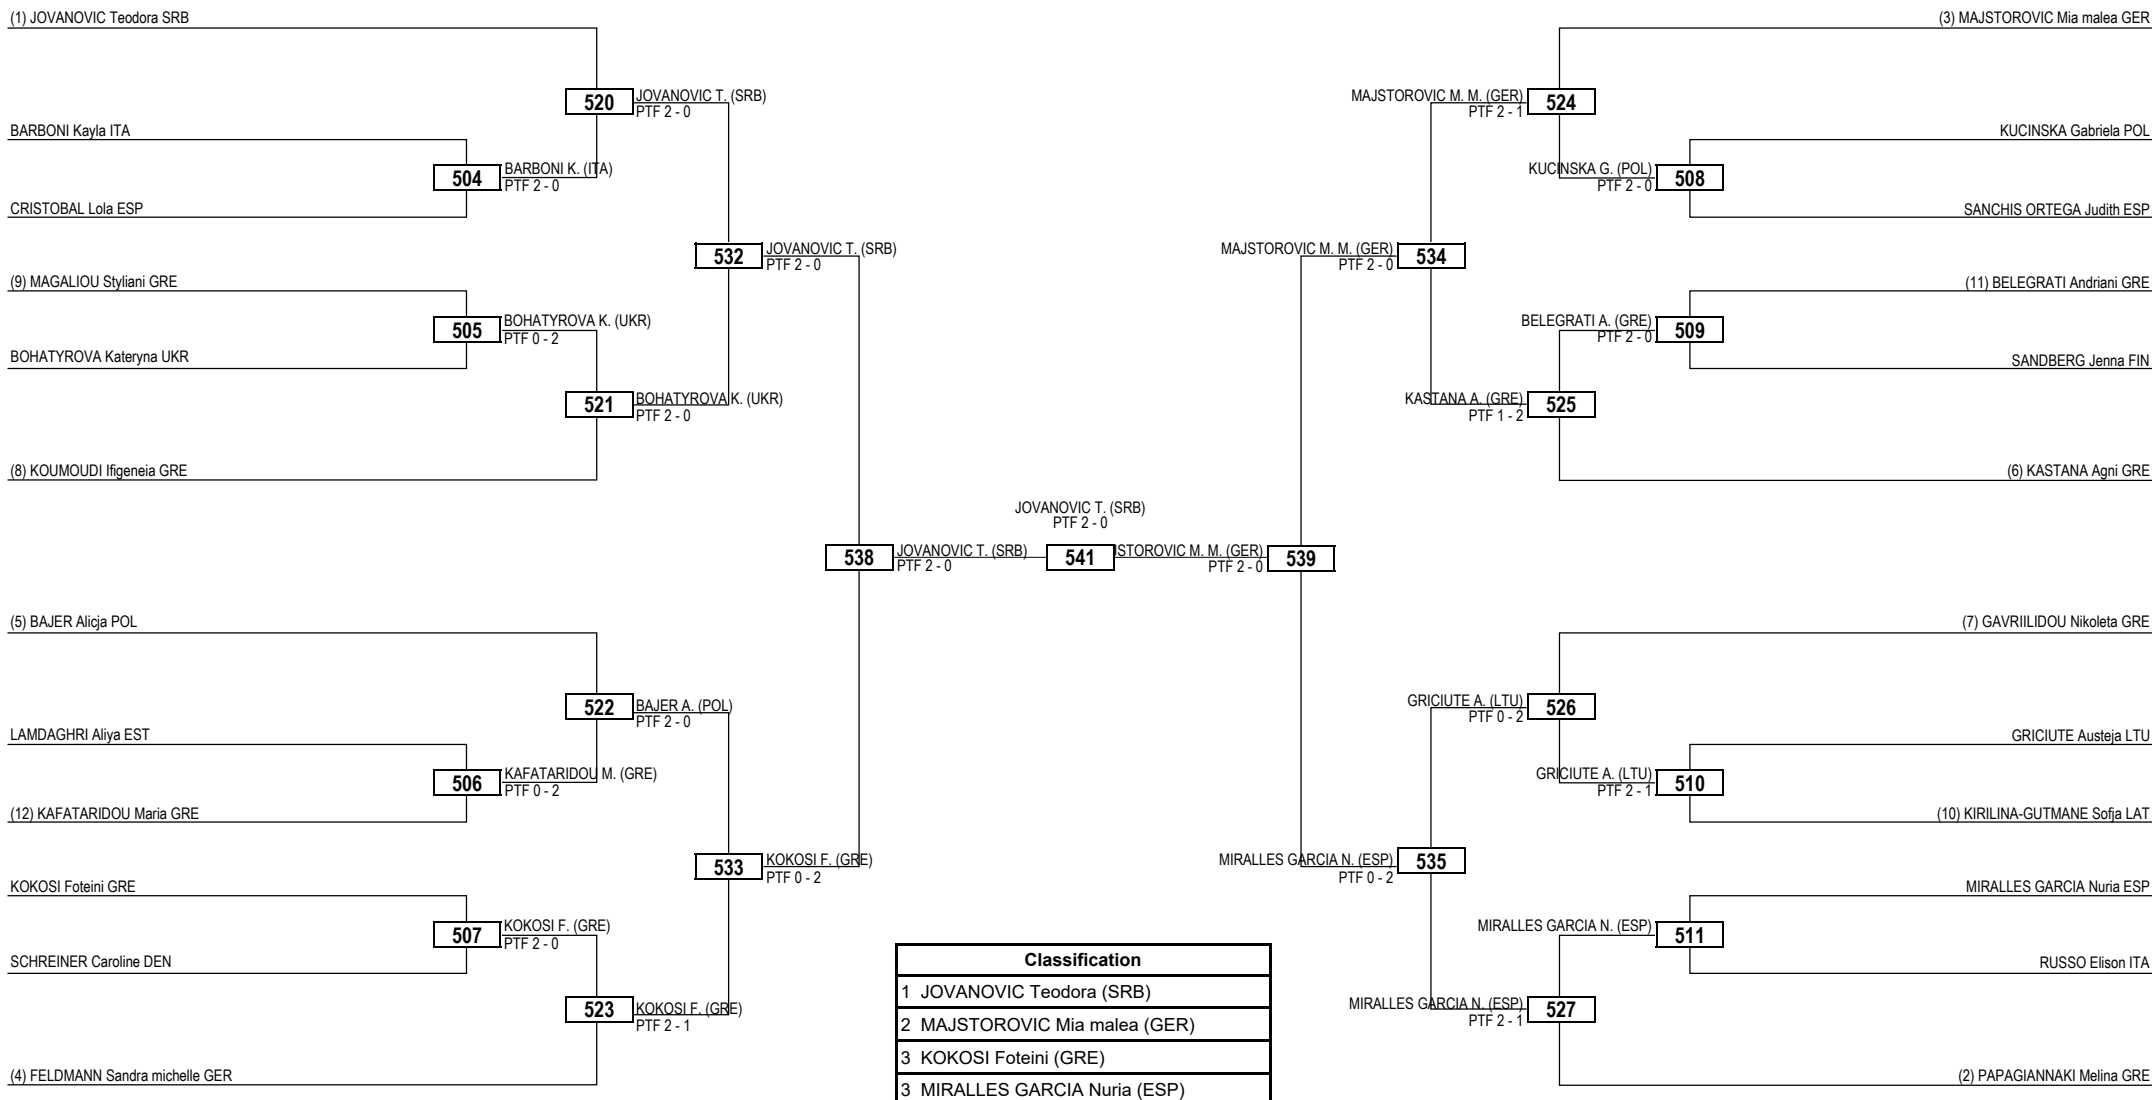 (1) JOVANOVIC Teodora SRB
(3) MAJSTOROVIC Mia malea GER
520
JOVANOVIC T. (SRB)
PTF 2 - 0
MAJSTOROVIC M. M. (GER)
PTF 2 - 1
524
BARBONI Kayla ITA
KUCINSKA Gabriela POL
504
BARBONI K. (ITA)
PTF 2 - 0
KUCINSKA G. (POL)
PTF 2 - 0
508
CRISTOBAL Lola ESP
SANCHIS ORTEGA Judith ESP
532
JOVANOVIC T. (SRB)
PTF 2 - 0
MAJSTOROVIC M. M. (GER)
PTF 2 - 0
534
(9) MAGALIOU Styliani GRE
(11) BELEGRATI Andriani GRE
505
BOHATYROVA K. (UKR)
PTF 0 - 2
BELEGRATI A. (GRE)
PTF 2 - 0
509
BOHATYROVA Kateryna UKR
SANDBERG Jenna FIN
521
BOHATYROVA K. (UKR)
PTF 2 - 0
KASTANA A. (GRE)
PTF 1 - 2
525
(8) KOUMOUDI Ifigeneia GRE
(6) KASTANA Agni GRE
JOVANOVIC T. (SRB)
PTF 2 - 0
538
JOVANOVIC T. (SRB)
PTF 2 - 0
541
STOROVIC M. M. (GER)
PTF 2 - 0
539
(5) BAJER Alicja POL
(7) GAVRIILIDOU Nikoleta GRE
522
BAJER A. (POL)
PTF 2 - 0
GRICIUTE A. (LTU)
PTF 0 - 2
526
LAMDAGHRI Aliya EST
GRICIUTE Austeja LTU
506
KAFATARIDOU M. (GRE)
PTF 0 - 2
GRICIUTE A. (LTU)
PTF 2 - 1
510
(12) KAFATARIDOU Maria GRE
(10) KIRILINA-GUTMANE Sofja LAT
533
KOKOSI F. (GRE)
PTF 0 - 2
MIRALLES GARCIA N. (ESP)
PTF 0 - 2
535
KOKOSI Foteini GRE
MIRALLES GARCIA Nuria ESP
507
KOKOSI F. (GRE)
PTF 2 - 0
MIRALLES GARCIA N. (ESP)
511
SCHREINER Caroline DEN
RUSSO Elison ITA
523
KOKOSI F. (GRE)
PTF 2 - 1
MIRALLES GARCIA N. (ESP)
PTF 2 - 1
527
(4) FELDMANN Sandra michelle GER
(2) PAPAGIANNAKI Melina GRE
Classification
1 JOVANOVIC Teodora (SRB)
2 MAJSTOROVIC Mia malea (GER)
3 KOKOSI Foteini (GRE)
3 MIRALLES GARCIA Nuria (ESP)